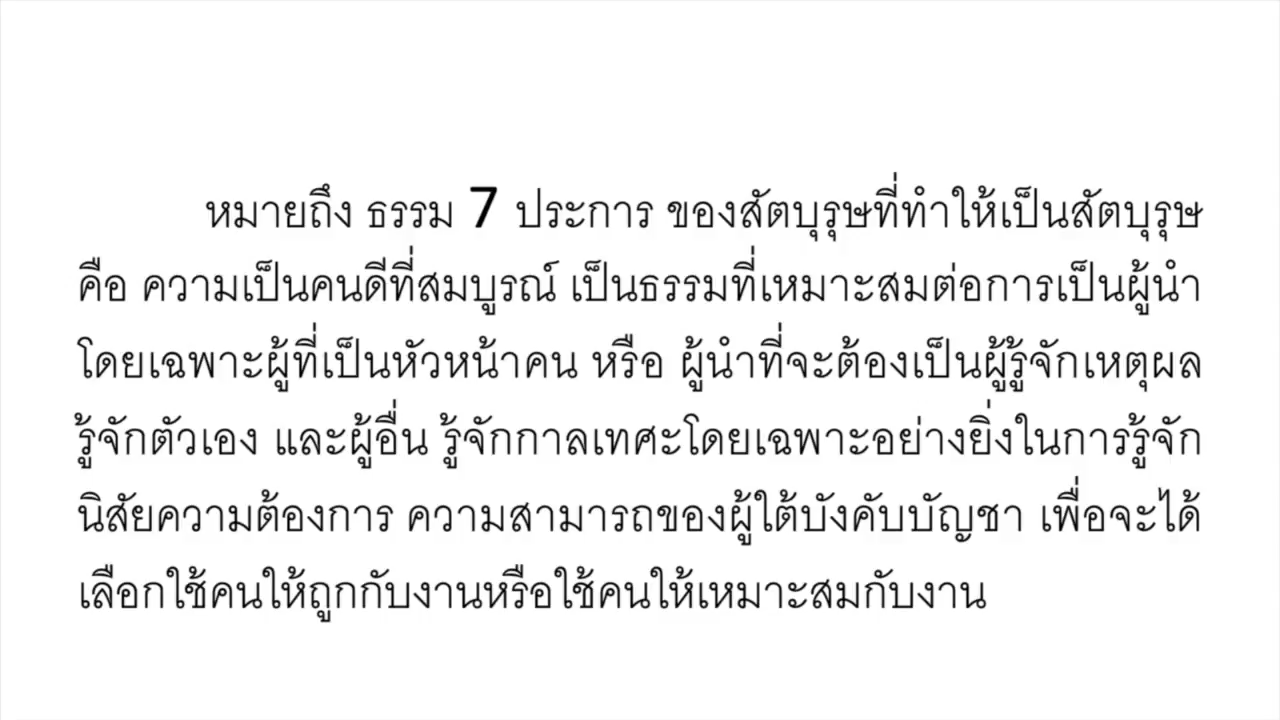 หมายถึง ธรรม 7 ประการ ของสัตบุรุษที่ทำให้เป็นสัตบุรุษ
คือ ความเป็นคนดีที่สมบูรณ์ เป็นธรรมที่เหมาะสมต่อการเป็นผู้นำ
โดยเฉพาะผู้ที่เป็นหัวหน้าคน หรือ ผู้นำที่จะต้องเป็นผู้รู้จักเหตุผล
รู้จักตัวเอง และผู้อื่น รู้จักกาลเทศะโดยเฉพาะอย่างยิ่งในการรู้จัก
นิสัยความต้องการ ความสามารถของผู้ใต้บังคับบัญชา เพื่อจะได้
เลือกใช้คนให้ถูกกับงานหรือใช้คนให้เหมาะสมกับงาน